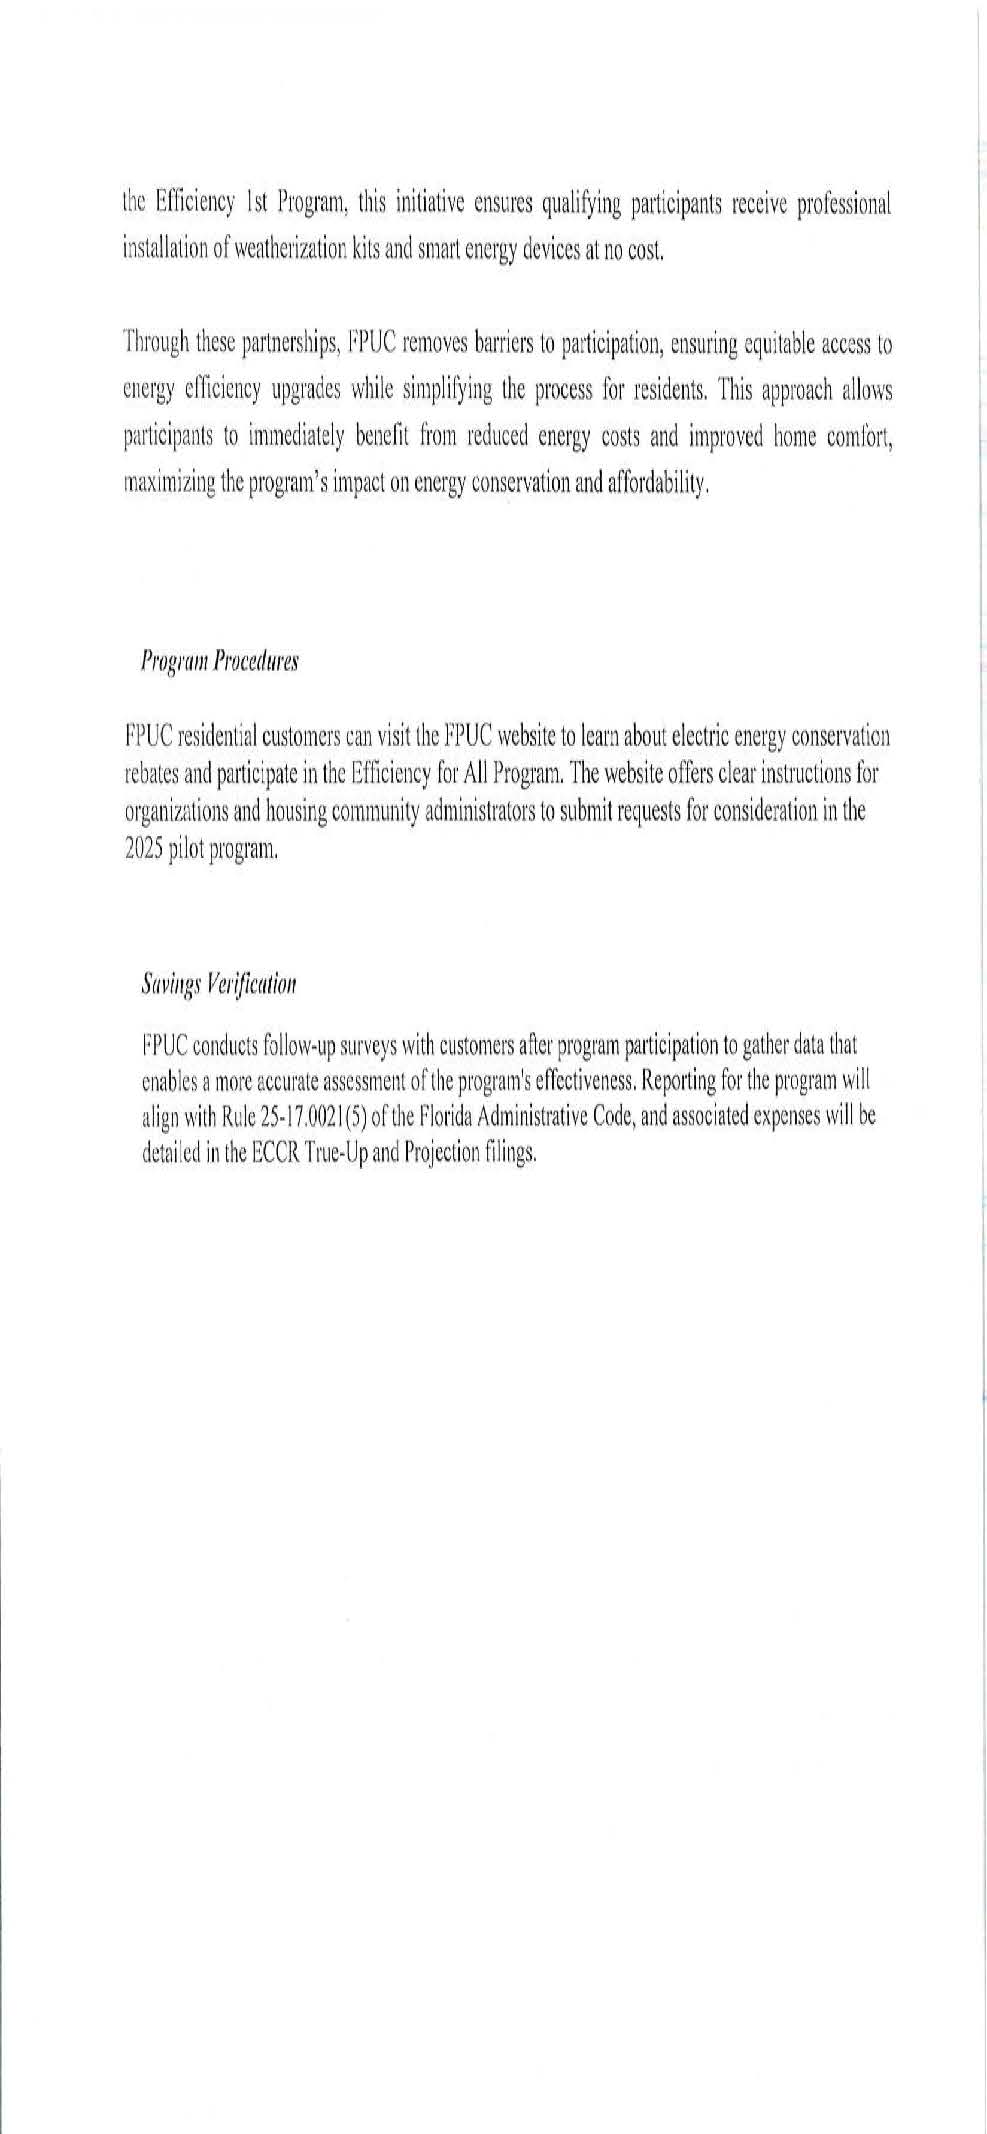 the Efficiency 1st Program, this initiative ensures qualifying participants receive professional
installation of weatherization kits and smart energy devices at no cost.
Through these partnerships, FPUC removes barriers to participation, ensuring equitable access to
energy efficiency upgrades while simplifying the process for residents. This approach allows
participants to immediately benefit from reduced energy costs and improved home comfort,
maximizing the program's impact on energy conservation and affordability.
Program Procedures
FPUC residential customers can visit the FPUC website to learn about electric energy conservation
rebates and participate in the Efficiency for All Program. The website offers clear instructions for
organizations and housing community administrators to submit requests for consideration in the
2025 pilot program.
Savings Verification
FPUC conducts follow-up surveys with customers after program participation to gather data that
enables a more accurate assessment of the program's effectiveness. Reporting for the program will
align with Rule 25-17.0021(5) of the Florida Administrative Code, and associated expenses will be
detailed in the ECCR True-Up and Projection filings.